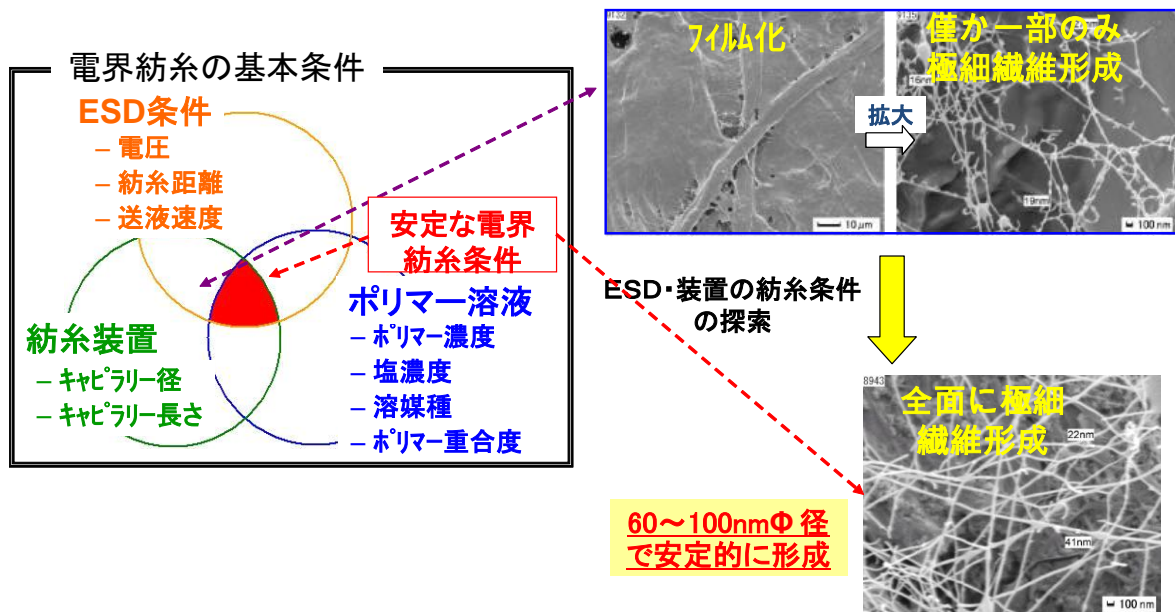 電界紡糸の基本条件
ESD条件
– 電圧
– 紡糸距離
– 送液速度
安定な電界
紡糸条件
紡糸装置
– ｷｬﾋﾟﾗﾘｰ径
– ｷｬﾋﾟﾗﾘｰ長さ
ポリマー溶液
– ﾎﾟﾘﾏｰ濃度
– 塩濃度
– 溶媒種
– ﾎﾟﾘﾏｰ重合度
ﾌｨﾙﾑ化
10μm
拡大
僅か一部のみ
極細繊維形成
16nm
19nm
100nm
ESD・装置の紡糸条件
の探索
8943
全面に極細
繊維形成
22nm
41nm
100nm
60～100nmΦ 径
で安定的に形成